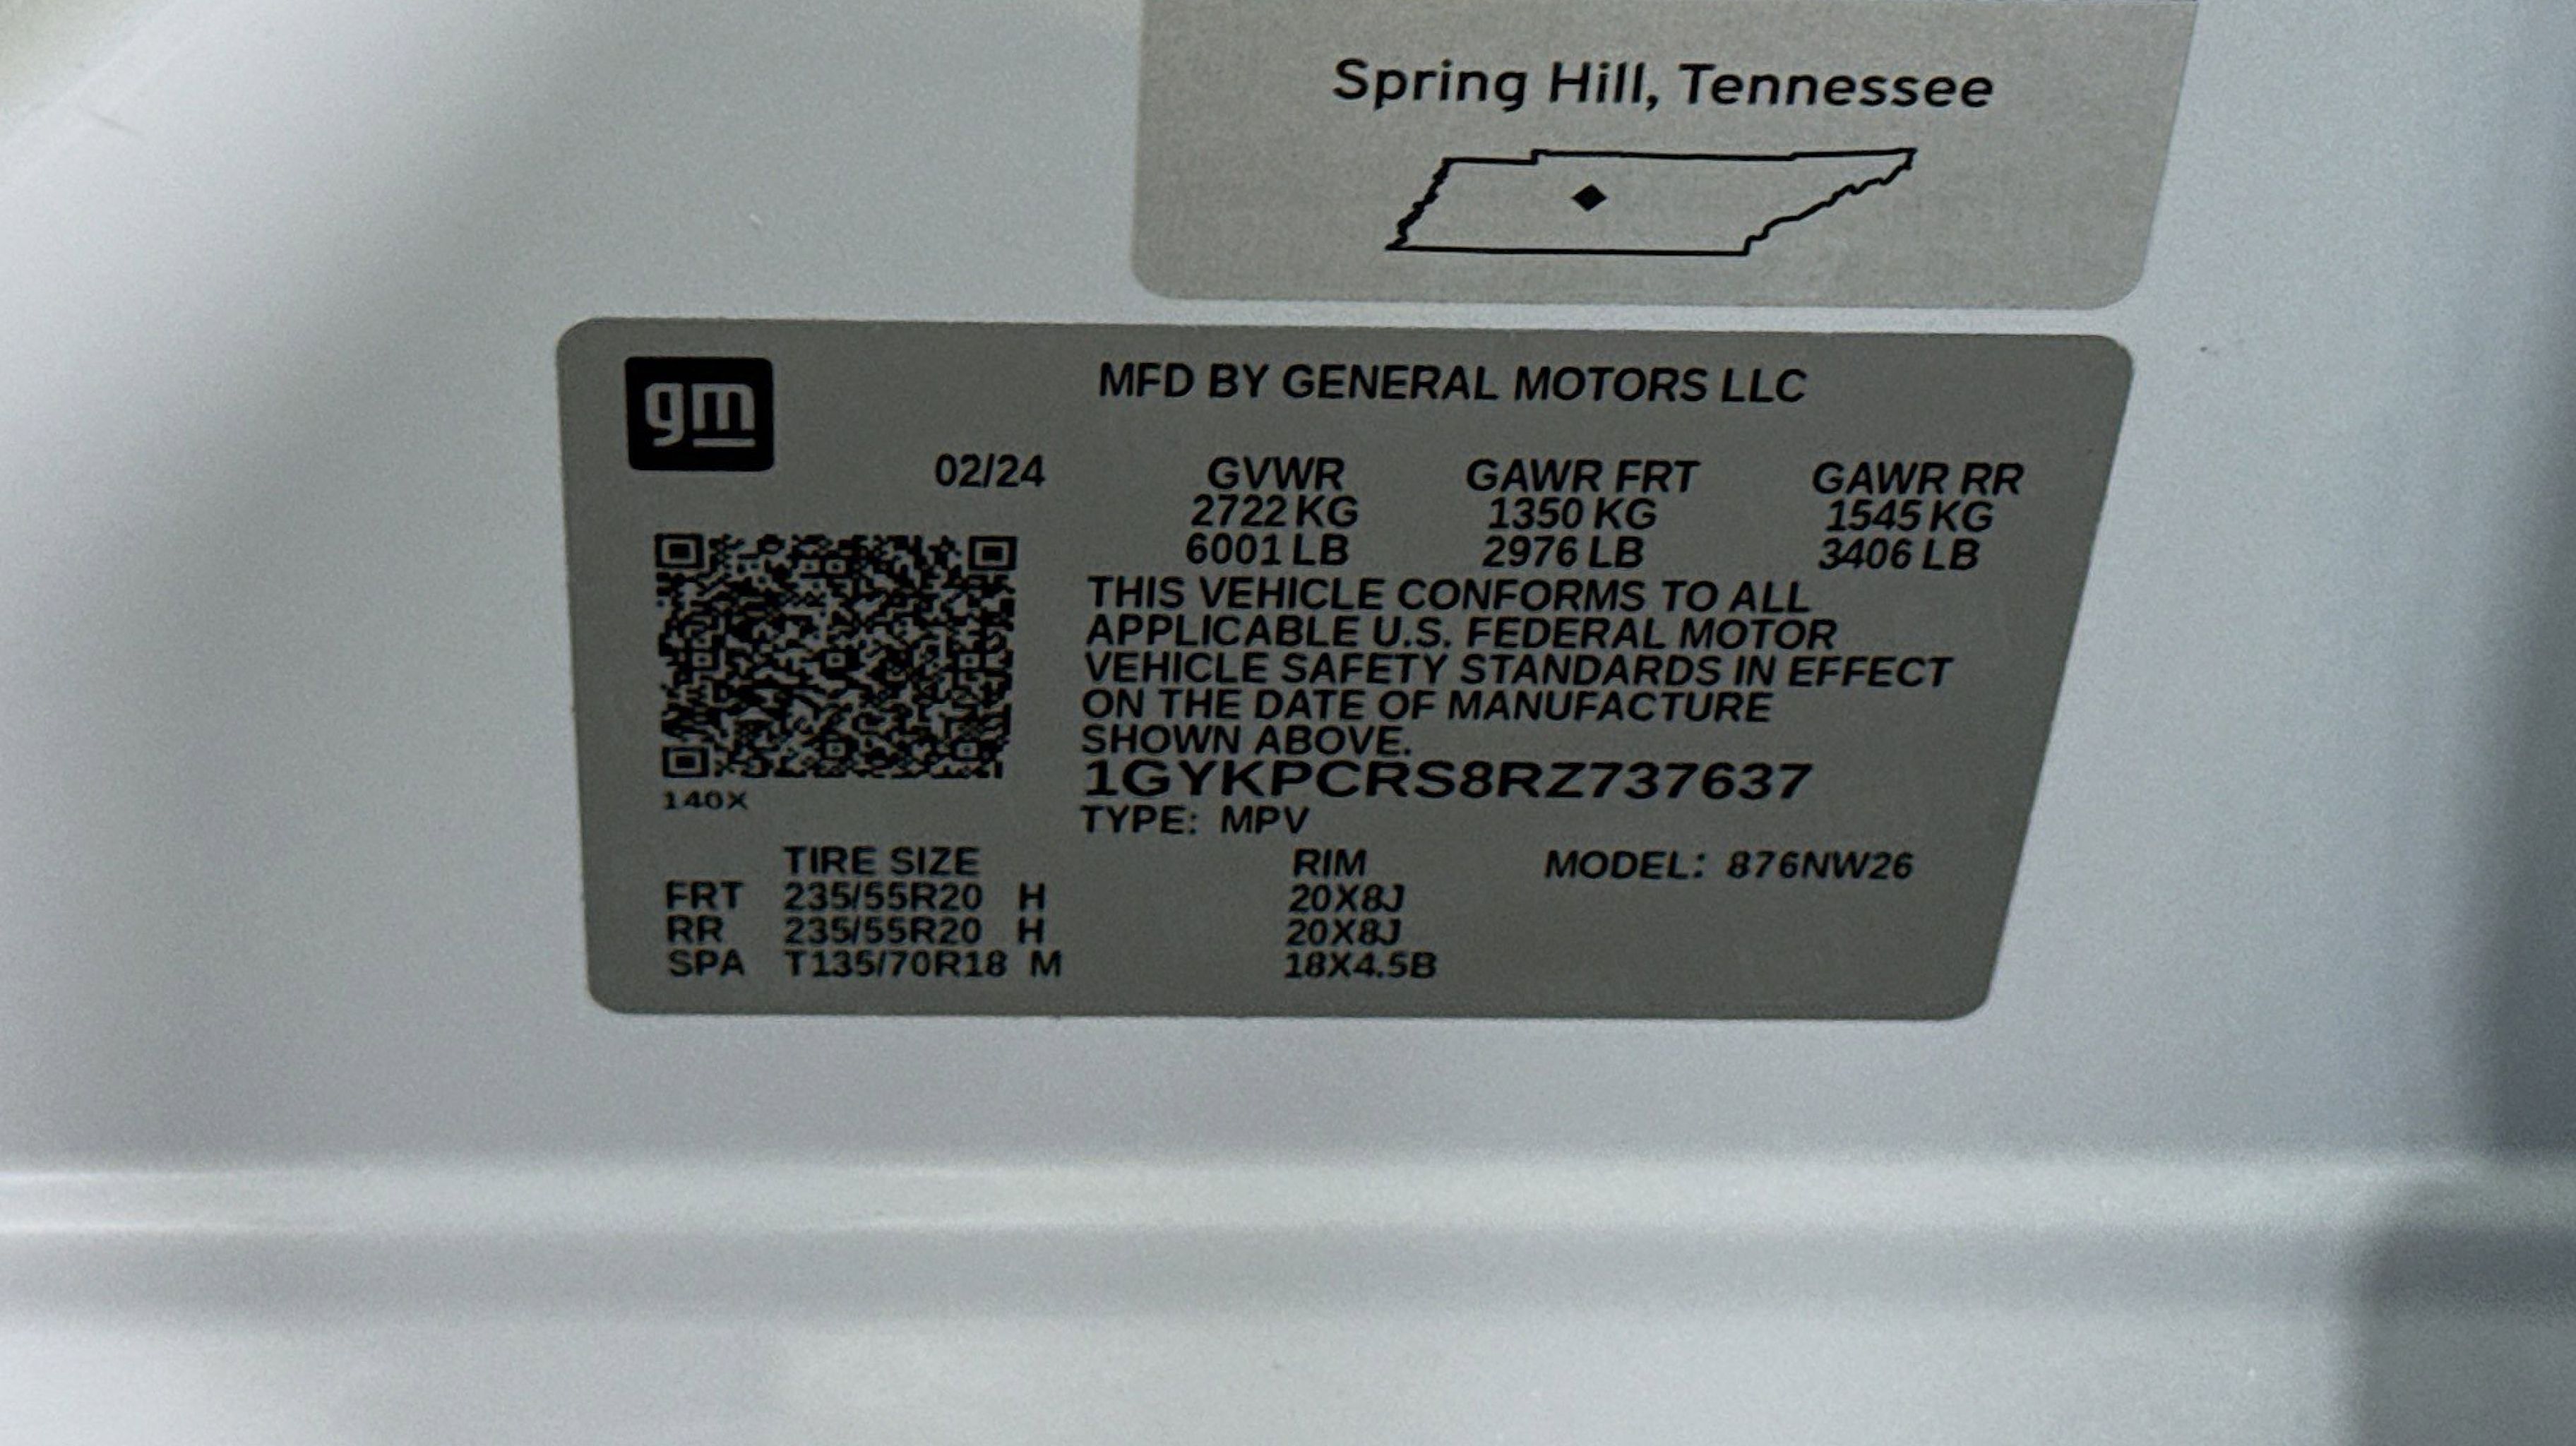 Spring Hill, Tennessee
gm
MFD BY GENERAL MOTORS LLC
02/24
GVWR GAWR FRT GAWR RR
2722 KG 1350 KG 1545 KG
6001 LB 2976 LB 3406 LB
THIS VEHICLE CONFORMS TO ALL
APPLICABLE U.S. FEDERAL MOTOR
VEHICLE SAFETY STANDARDS IN EFFECT
ON THE DATE OF MANUFACTURE
SHOWN ABOVE.
1GYKPCRS8RZ737637
140X
TYPE: MPV
TIRE SIZE RIM MODEL: 876NW26
FRT 235/55R20 H 20X8J
RR 235/55R20 H 20X8J
SPA T135/70R18 M 18X4.5B